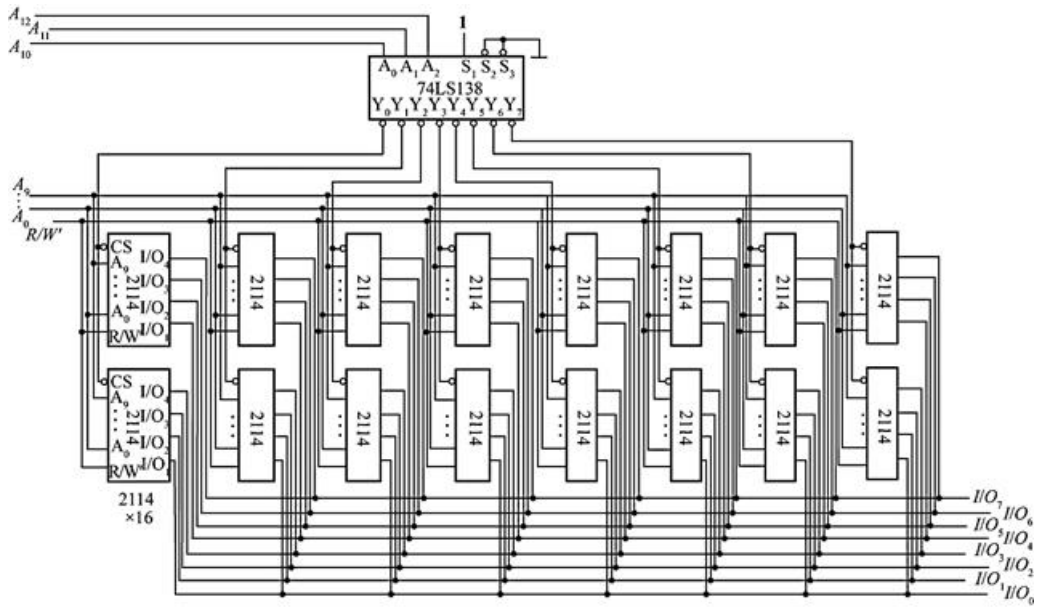 A₁₂
A₁₁
A₁₀
1
A₀ A₁ A₂ S₁ S₂ S₃
74LS138
Y₀ Y₁ Y₂ Y₃ Y₄ Y₅ Y₆ Y₇
A₉
⋮
A₀
R/W'
CS
A₉
⋮
A₀
R/W
2114
I/O₄
I/O₃
I/O₂
I/O₁
2114
2114
2114
2114
2114
2114
2114
CS
A₉
⋮
A₀
R/W'
2114
I/O₄
I/O₃
I/O₂
I/O₁
2114
2114
2114
2114
2114
2114
2114
2114
×16
I/O₇
I/O₆
I/O₅ I/O₄
I/O₃
I/O₂
I/O₁ I/O₀